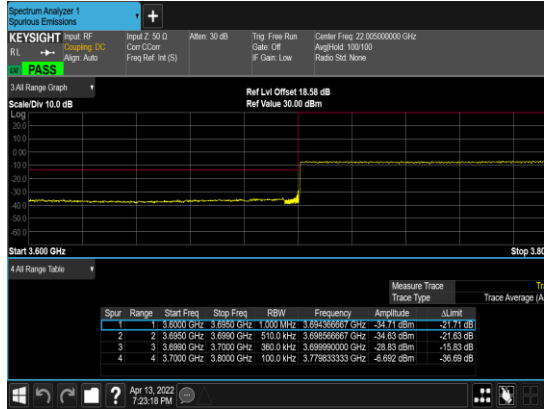 Spectrum Analyzer 1
Spurious Emissions
KEYSIGHT Input: RF Input Z: 50 Ω Atten: 30 dB Trig: Free Run Center Freq: 22.005000000 GHz
RL Coupling: DC Corr CCorr Gate: Off Avg|Hold: 100/100
Align: Auto Freq Ref: Int (S) IF Gain: Low Radio Std: None
LXI PASS
3 All Range Graph
Ref Lvl Offset 18.58 dB
Scale/Div 10.0 dB Ref Value 30.00 dBm
Log
20.0
10.0
0.00
-10.0
-20.0
-30.0
-40.0
-50.0
-60.0
Start 3.600 GHz Stop 3.80
4 All Range Table
Measure Trace Tra
Trace Type Trace Average (A
Spur Range Start Freq Stop Freq RBW Frequency Amplitude ΔLimit
1 1 3.6000 GHz 3.6950 GHz 1.000 MHz 3.694366667 GHz -34.71 dBm -21.71 dB
2 2 3.6950 GHz 3.6990 GHz 510.0 kHz 3.698566667 GHz -34.63 dBm -21.63 dB
3 3 3.6990 GHz 3.7000 GHz 360.0 kHz 3.699990000 GHz -28.83 dBm -15.83 dB
4 4 3.7000 GHz 3.8000 GHz 100.0 kHz 3.779833333 GHz -6.692 dBm -36.69 dB
Apr 13, 2022
7:23:18 PM